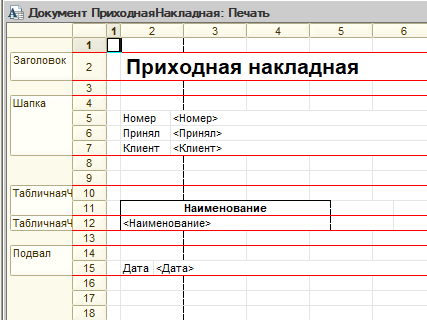 Документ ПриходнаяНакладная: Печать
1 2 3 4 5 6
1
Заголовок 2 Приходная накладная
3
Шапка 4
5 Номер <Номер>
6 Принял <Принял>
7 Клиент <Клиент>
8
9
ТабличнаяЧ 10
11 Наименование
ТабличнаяЧ 12 <Наименование>
13
Подвал 14
15 Дата <Дата>
16
17
18